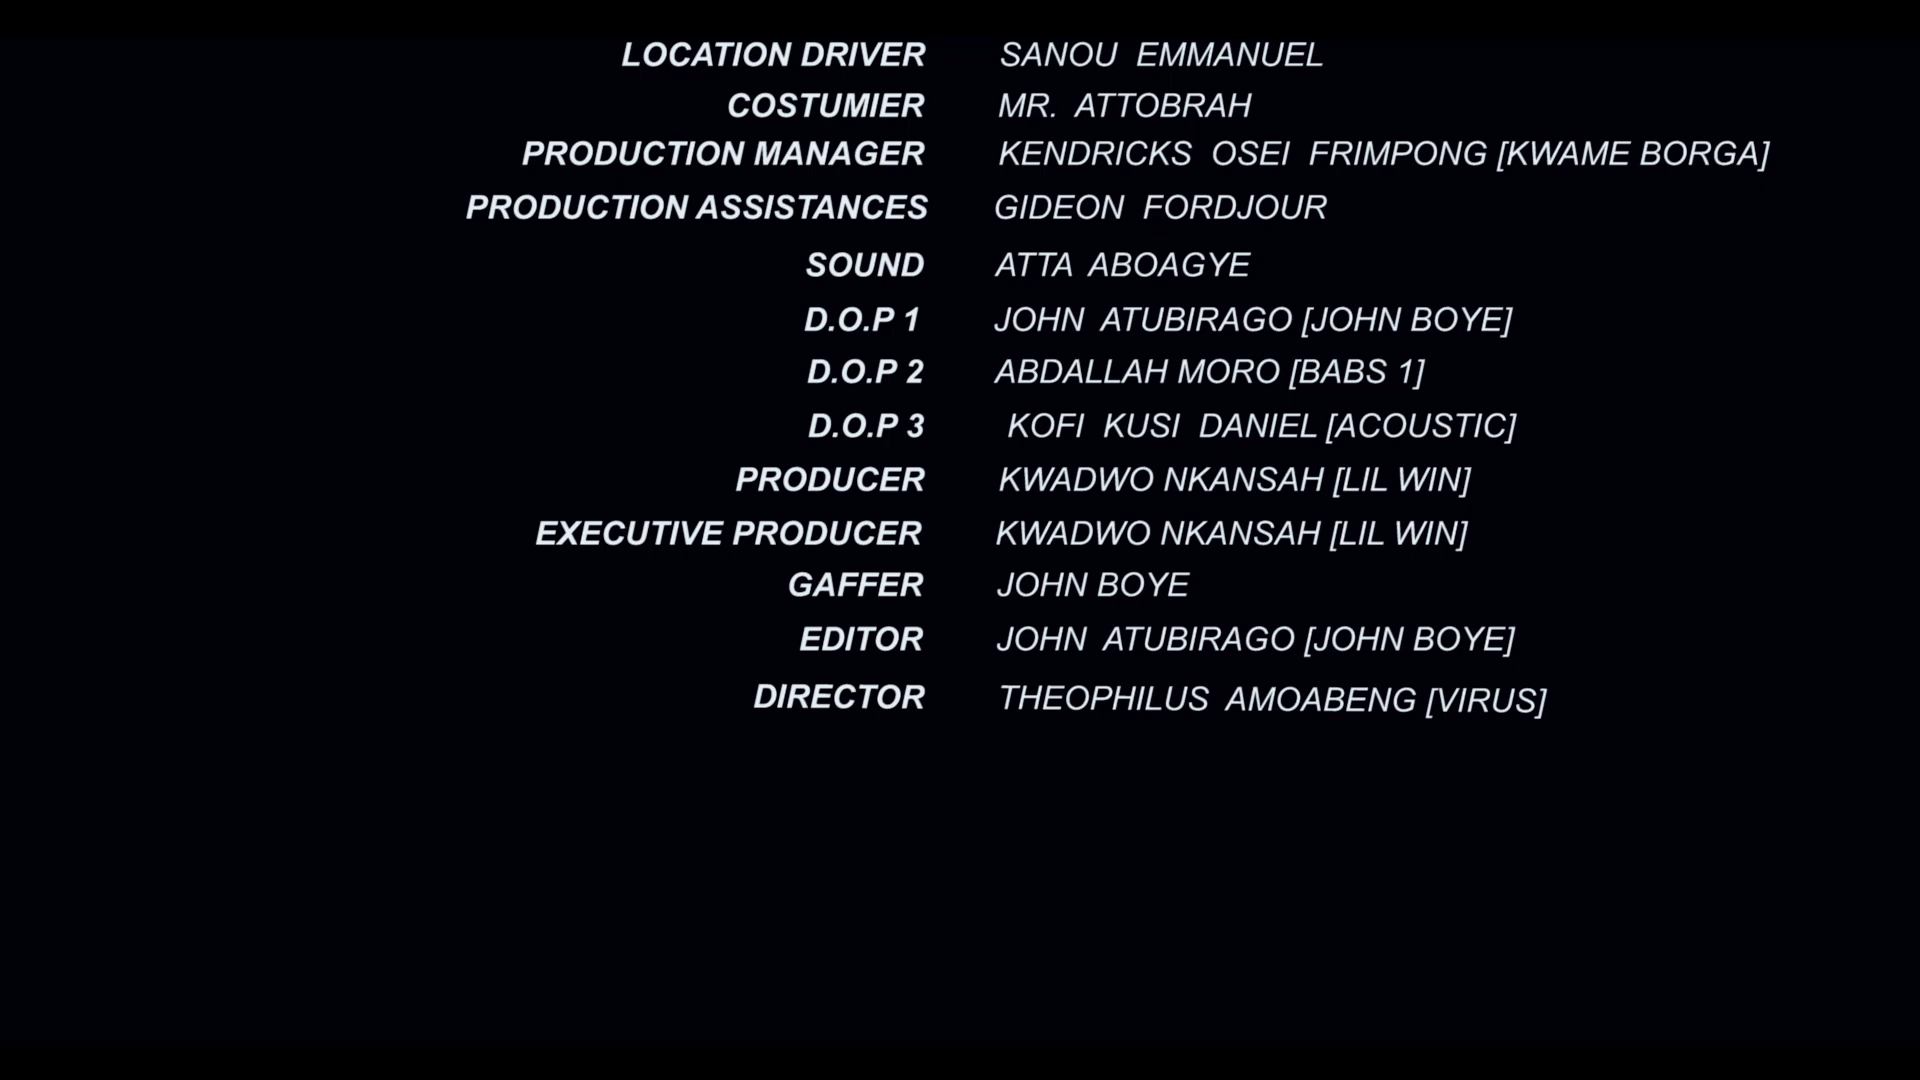 LOCATION DRIVER SANOU EMMANUEL
COSTUMIER MR. ATTOBRAH
PRODUCTION MANAGER KENDRICKS OSEI FRIMPONG [KWAME BORGA]
PRODUCTION ASSISTANCES GIDEON FORDJOUR
SOUND ATTA ABOAGYE
D.O.P 1 JOHN ATUBIRAGO [JOHN BOYE]
D.O.P 2 ABDALLAH MORO [BABS 1]
D.O.P 3 KOFI KUSI DANIEL [ACOUSTIC]
PRODUCER KWADWO NKANSAH [LIL WIN]
EXECUTIVE PRODUCER KWADWO NKANSAH [LIL WIN]
GAFFER JOHN BOYE
EDITOR JOHN ATUBIRAGO [JOHN BOYE]
DIRECTOR THEOPHILUS AMOABENG [VIRUS]